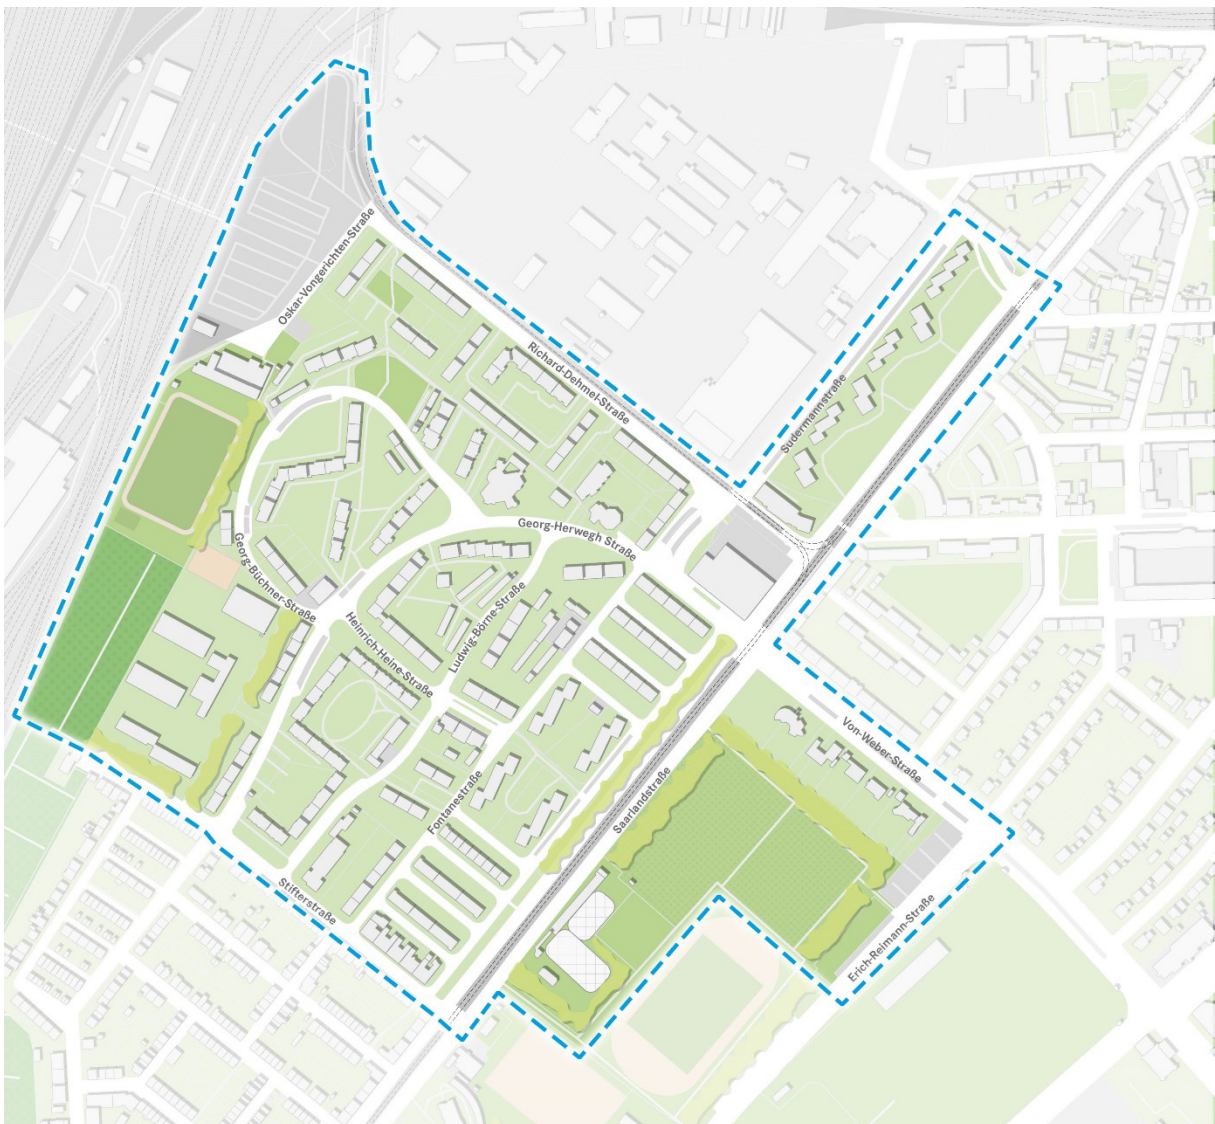 Oskar-Vongerichten-Straße
Richard-Dehmel-Straße
Sudermannstraße
Georg-Herwegh Straße
Georg-Büchner-Straße
Heinrich-Heine-Straße
Ludwig-Börne-Straße
Von-Weber-Straße
Fontanestraße
Saarlandstraße
Stifterstraße
Erich-Reimann-Straße